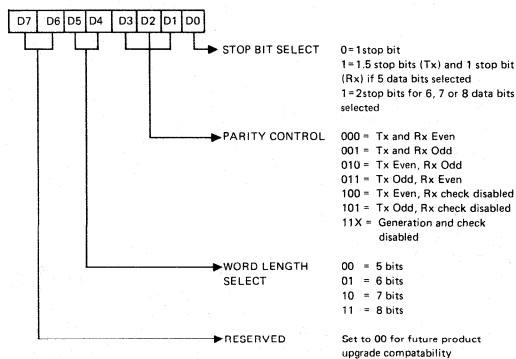 D7 D6 D5 D4 D3 D2 D1 D0
STOP BIT SELECT 0=1stop bit
1=1.5 stop bits (Tx) and 1 stop bit
(Rx) if 5 data bits selected
1=2stop bits for 6, 7 or 8 data bits
selected
PARITY CONTROL 000 = Tx and Rx Even
001 = Tx and Rx Odd
010 = Tx Even, Rx Odd
011 = Tx Odd, Rx Even
100 = Tx Even, Rx check disabled
101 = Tx Odd, Rx check disabled
11X = Generation and check
disabled
WORD LENGTH 00 = 5 bits
SELECT 01 = 6 bits
10 = 7 bits
11 = 8 bits
RESERVED Set to 00 for future product
upgrade compatability